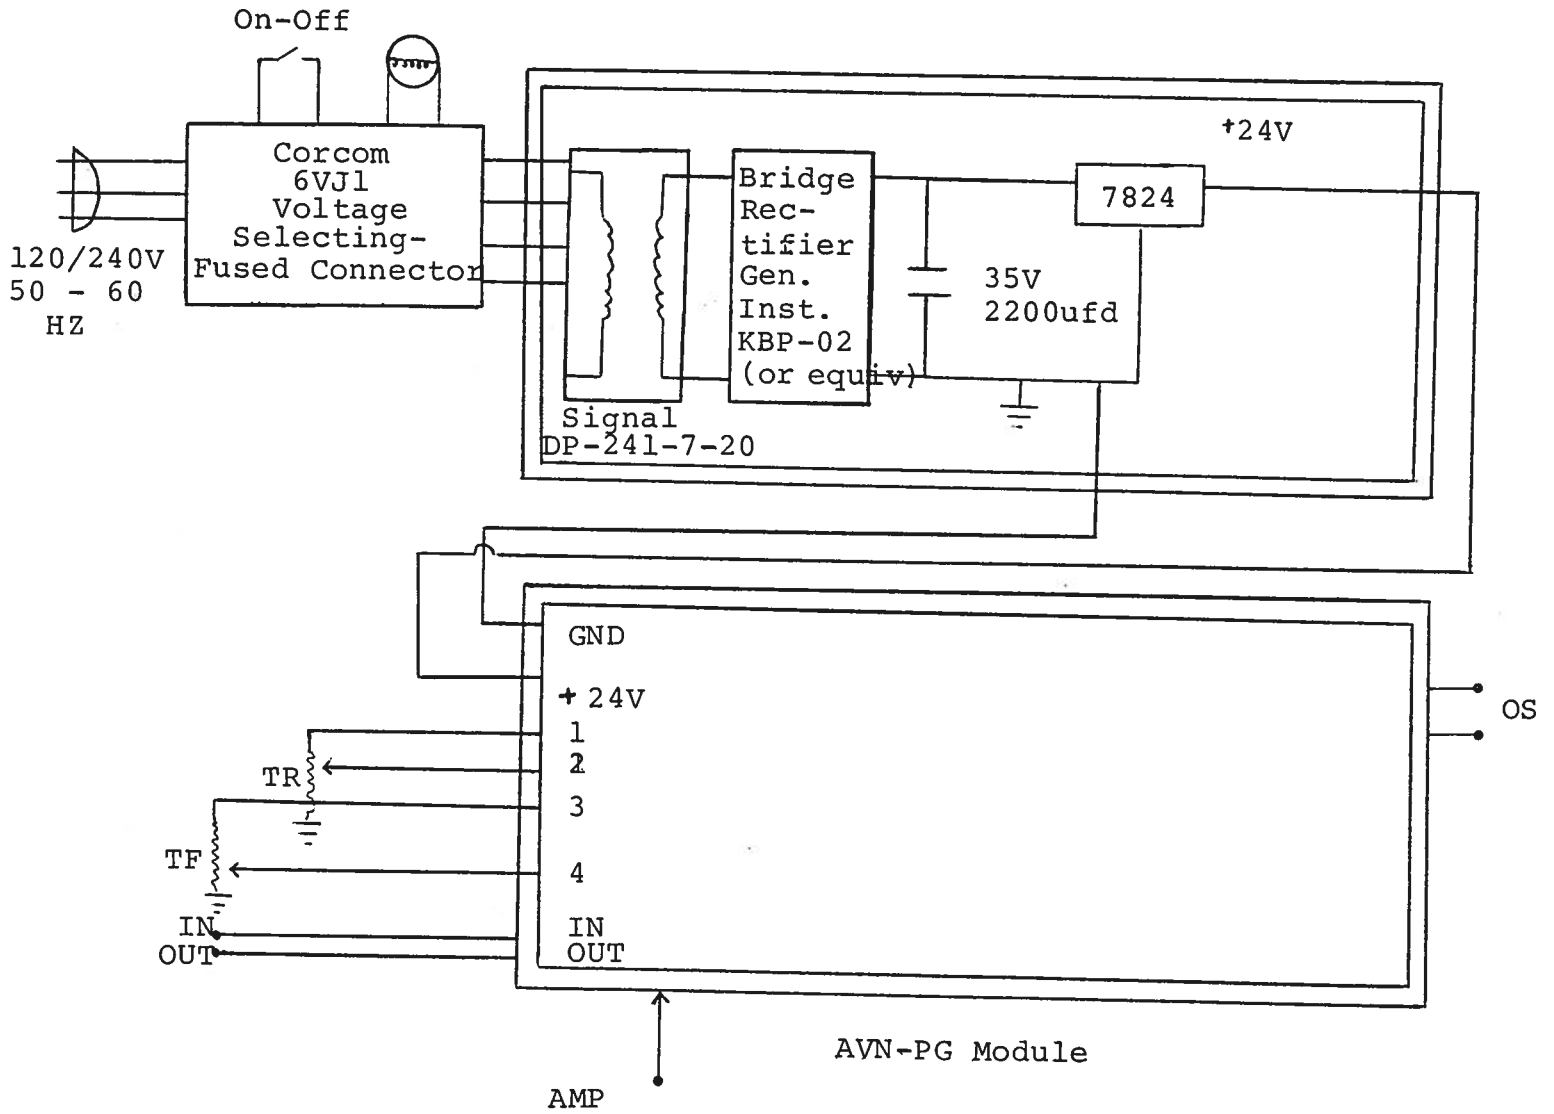 On-Off
Corcom
6VJ1
Voltage
Selecting-
Fused Connector
120/240V
50 - 60
HZ
+24V
Bridge
Rec-
tifier
Gen.
Inst.
KBP-02
(or equiv)
7824
35V
2200ufd
Signal
DP-241-7-20
GND
+ 24V
1
2
3
4
IN
OUT
TR
TF
IN
OUT
OS
AMP
AVN-PG Module